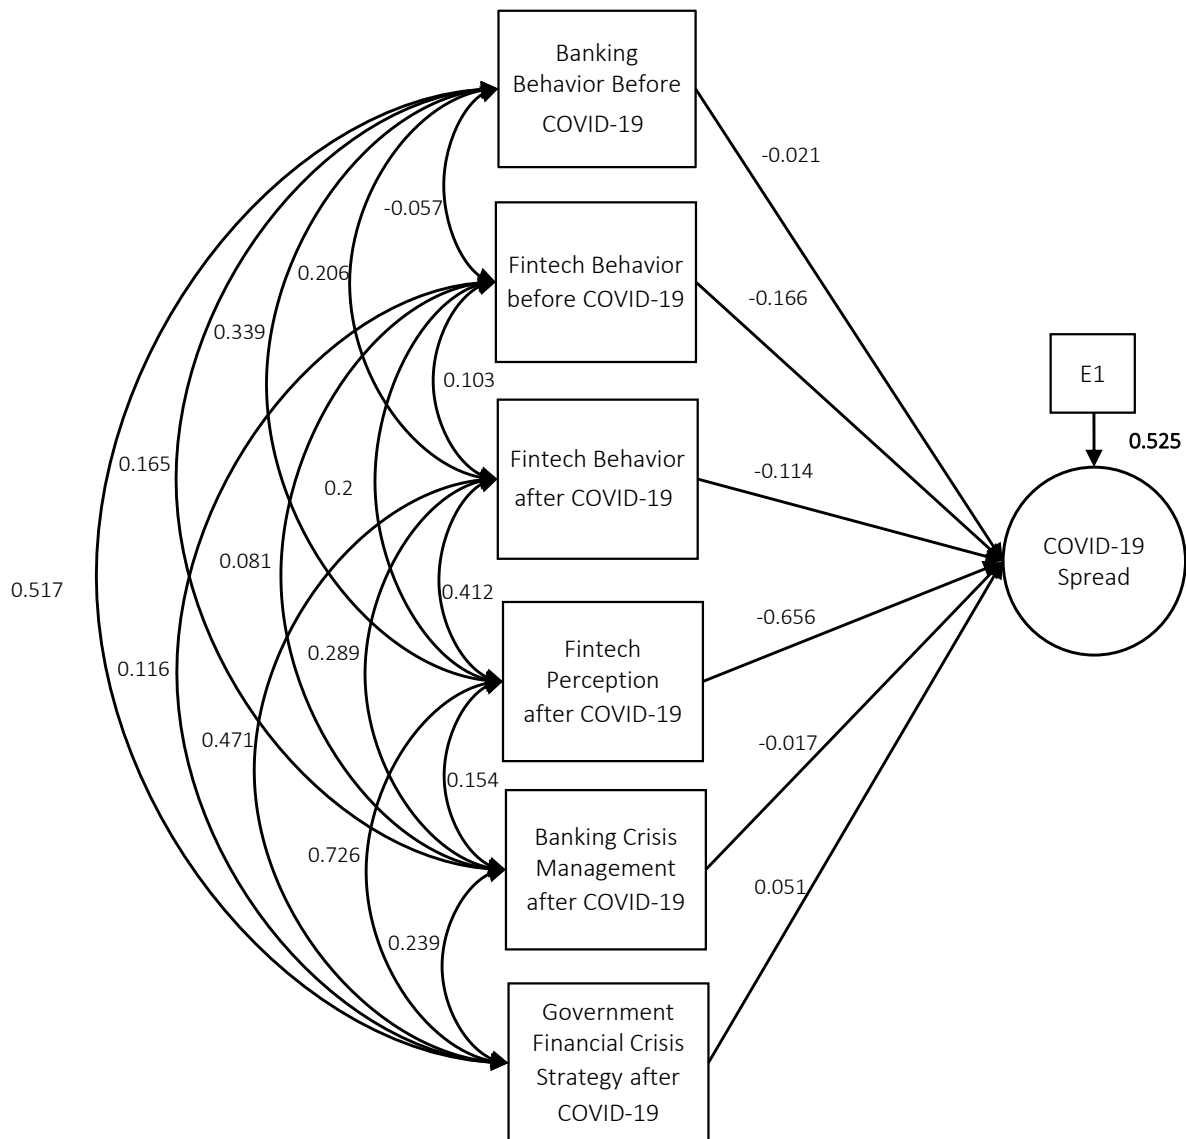 Banking
Behavior Before
COVID-19
-0.021
-0.057
Fintech Behavior
before COVID-19
0.206
-0.166
0.339
E1
0.103
0.525
Fintech Behavior
after COVID-19
0.165
0.2
-0.114
COVID-19
Spread
0.081
0.412
0.517
-0.656
Fintech
Perception
after COVID-19
0.289
0.116
0.471
-0.017
0.154
Banking Crisis
Management
after COVID-19
0.726
0.051
0.239
Government
Financial Crisis
Strategy after
COVID-19